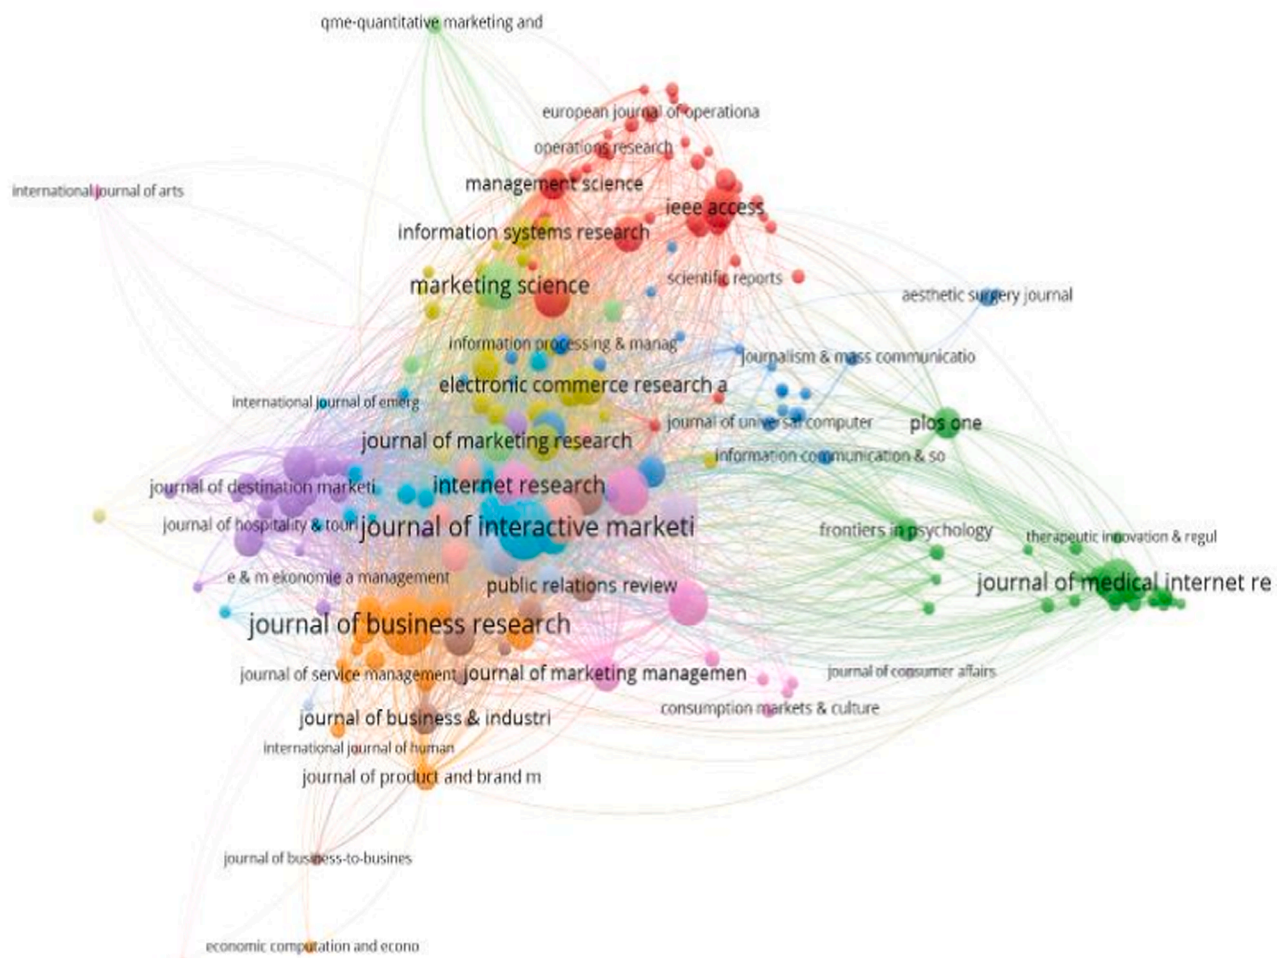 qme-quantitative marketing and
european journal of operationa
operations research
management science
international journal of arts
ieee access
information systems research
scientific reports
marketing science
aesthetic surgery journal
information processing & manag
journalism & mass communicatio
electronic commerce research a
international journal of emerg
journal of universal computer
plos one
journal of marketing research
information communication & so
journal of destination marketi
internet research
journal of hospitality & touri
journal of interactive marketi
frontiers in psychology
therapeutic innovation & regul
e & m ekonomie a management
public relations review
journal of medical internet re
journal of business research
journal of service management
journal of marketing managemen
journal of consumer affairs
consumption markets & culture
journal of business & industri
international journal of human
journal of product and brand m
journal of business-to-busines
economic computation and econo